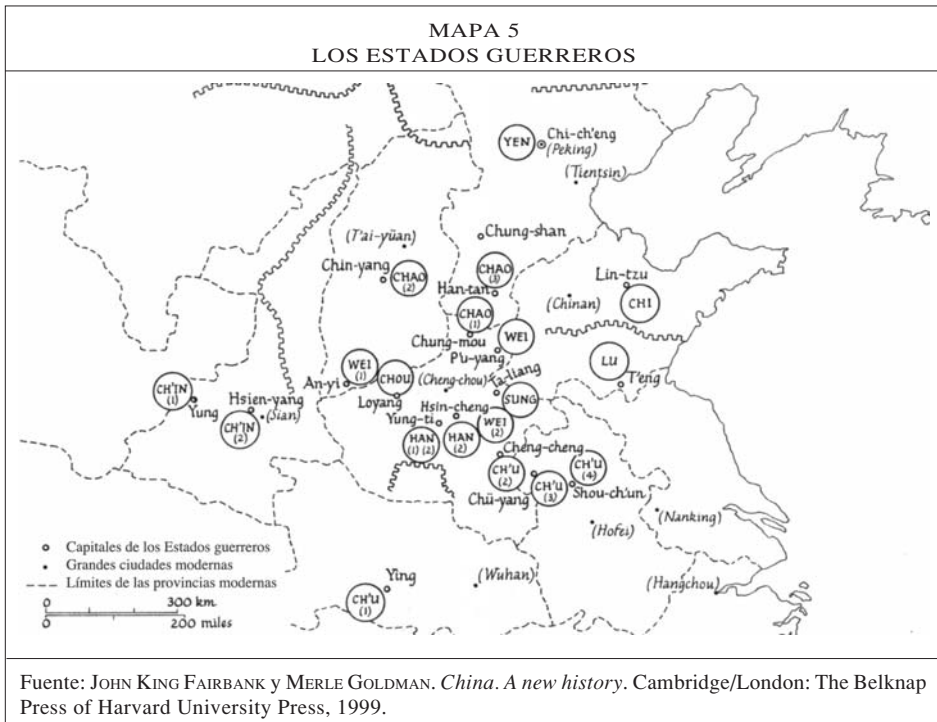 MAPA 5
LOS ESTADOS GUERREROS
YEN
Chi-ch'eng
(Peking)
(Tientsin)
(T'ai-yüan)
Chung-shan
Chin-yang
CHAO
(2)
CHAO
(3)
Han-tan
Lin-tzu
CHI
(Chinan)
CHAO
(1)
Chung-mou
P'u-yang
WEI
LU
T'eng
WEI
(1)
An-yi
CHOU
Loyang
(Cheng-chou)
Ta-liang
SUNG
CH'IN
(1)
Yung
Hsien-yang
(Sian)
CH'IN
(2)
Hsin-cheng
Yung-ti
HAN
(1) (2)
HAN
(2)
WEI
(2)
Cheng-cheng
CH'U
(2)
Chü-yang
CH'U
(3)
CH'U
(4)
Shou-ch'un
(Nanking)
(Hofei)
(Wuhan)
(Hangchou)
Ying
CH'U
(1)
Capitales de los Estados guerreros
Grandes ciudades modernas
Límites de las provincias modernas
0 300 km.
0 200 miles
Fuente: JOHN KING FAIRBANK y MERLE GOLDMAN. China. A new history. Cambridge/London: The Belknap
Press of Harvard University Press, 1999.